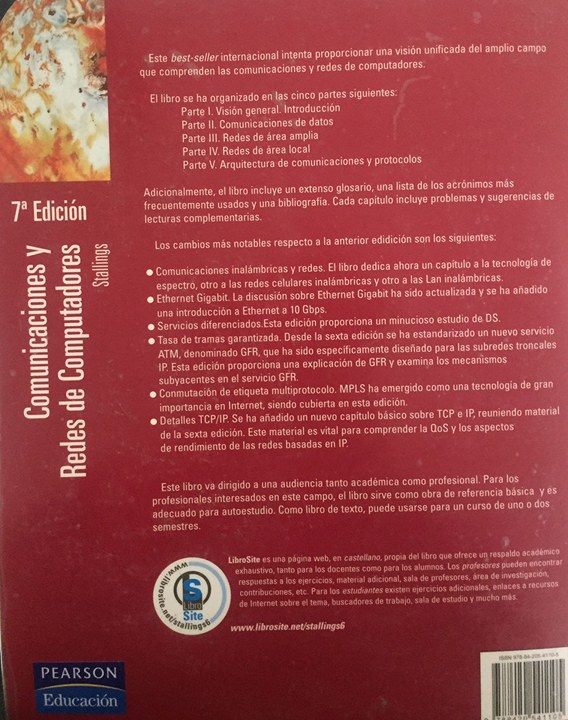 Este best-seller internacional intenta proporcionar una visión unificada del amplio campo
que comprenden las comunicaciones y redes de computadores.
El libro se ha organizado en las cinco partes siguientes:
Parte I. Visión general. Introducción
Parte II. Comunicaciones de datos
Parte III. Redes de área amplia
Parte IV. Redes de área local
Parte V. Arquitectura de comunicaciones y protocolos
Adicionalmente, el libro incluye un extenso glosario, una lista de los acrónimos más
frecuentemente usados y una bibliografía. Cada capítulo incluye problemas y sugerencias de
lecturas complementarias.
Los cambios más notables respecto a la anterior edidición son los siguientes:
● Comunicaciones inalámbricas y redes. El libro dedica ahora un capítulo a la tecnología de
espectro, otro a las redes celulares inalámbricas y otro a las Lan inalámbricas.
● Ethernet Gigabit. La discusión sobre Ethernet Gigabit ha sido actualizada y se ha añadido
una introducción a Ethernet a 10 Gbps.
● Servicios diferenciados.Esta edición proporciona un minucioso estudio de DS.
● Tasa de tramas garantizada. Desde la sexta edición se ha estandarizado un nuevo servicio
ATM, denominado GFR, que ha sido específicamente diseñado para las subredes troncales
IP. Esta edición proporciona una explicación de GFR y examina los mecanismos
subyacentes en el servicio GFR.
● Conmutación de etiqueta multiprotocolo. MPLS ha emergido como una tecnología de gran
importancia en Internet, siendo cubierta en esta edición.
● Detalles TCP/IP. Se ha añadido un nuevo capítulo básico sobre TCP e IP, reuniendo material
de la sexta edición. Este material es vital para comprender la QoS y los aspectos
de rendimiento de las redes basadas en IP.
Este libro va dirigido a una audiencia tanto académica como profesional. Para los
profesionales interesados en este campo, el libro sirve como obra de referencia básica y es
adecuado para autoestudio. Como libro de texto, puede usarse para un curso de uno o dos
semestres.
LibroSite es una página web, en castellano, propia del libro que ofrece un respaldo académico
exhaustivo, tanto para los docentes como para los alumnos. Los profesores pueden encontrar
respuestas a los ejercicios, material adicional, sala de profesores, área de investigación,
contribuciones, etc. Para los estudiantes existen ejercicios adicionales, enlaces a recursos
de Internet sobre el tema, buscadores de trabajo, sala de estudio y mucho más.
www.librosite.net/stallings6
www.librosite.net/stallings6
Libro
Site
7ª Edición
Comunicaciones y
Redes de Computadores
Stallings
PEARSON
Educación